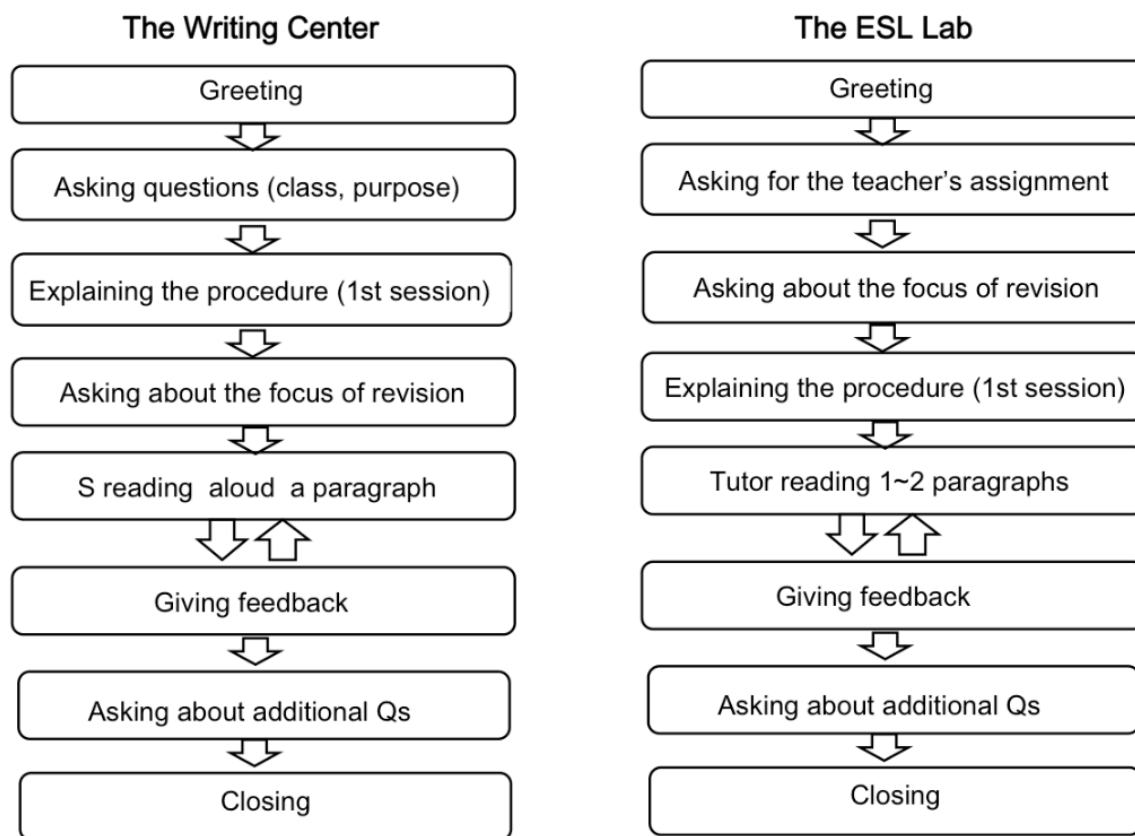 The Writing Center
Greeting
Asking questions (class, purpose)
Explaining the procedure (1st session)
Asking about the focus of revision
S reading aloud a paragraph
Giving feedback
Asking about additional Qs
Closing
The ESL Lab
Greeting
Asking for the teacher’s assignment
Asking about the focus of revision
Explaining the procedure (1st session)
Tutor reading 1~2 paragraphs
Giving feedback
Asking about additional Qs
Closing